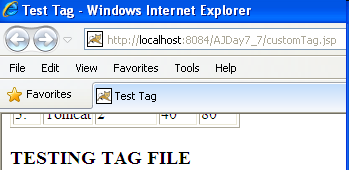 Test Tag - Windows Internet Explorer
http://localhost:8084/AJDay7_7/customTag.jsp
File Edit View Favorites Tools Help
Favorites Test Tag
3. Tomcat 2 40 80
TESTING TAG FILE